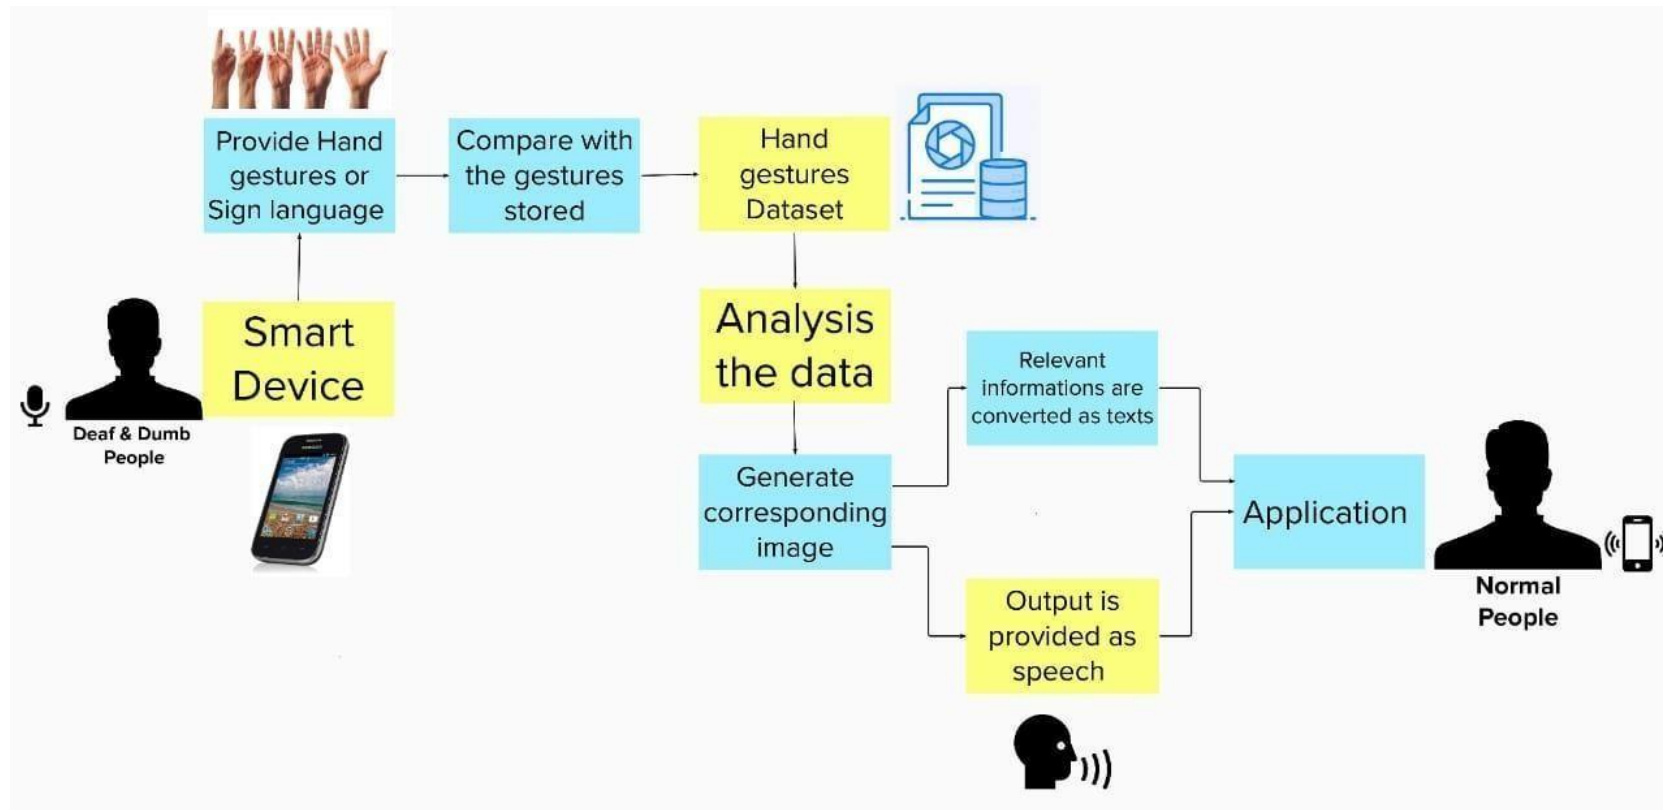 Provide Hand
gestures or
Sign language
Compare with
the gestures
stored
Hand
gestures
Dataset
Smart
Device
Deaf & Dumb
People
Analysis
the data
Generate
corresponding
image
Relevant
informations are
converted as texts
Output is
provided as
speech
Application
Normal
People